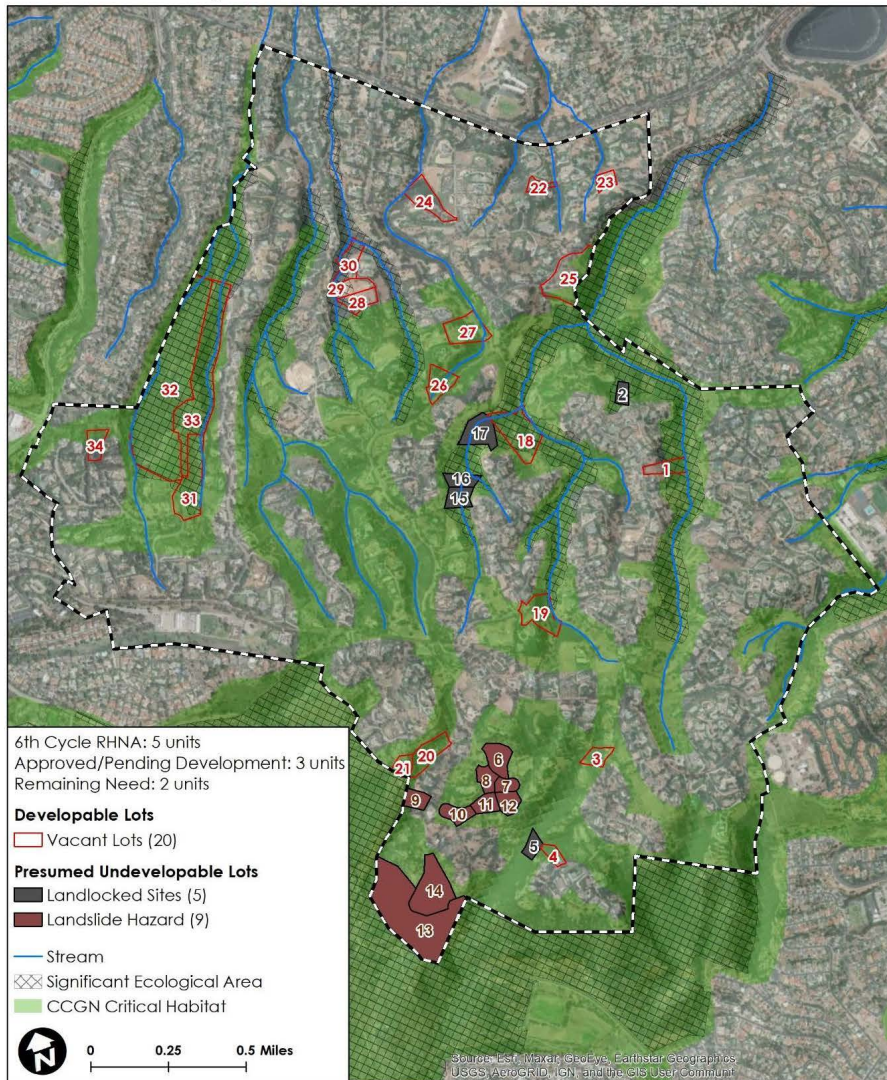 22
23
24
25
30
29
28
27
26
32
33
34
31
2
17
18
1
16
15
19
3
20
21
6
8
7
9
10
11
12
5
4
14
13
6th Cycle RHNA: 5 units
Approved/Pending Development: 3 units
Remaining Need: 2 units
Developable Lots
Vacant Lots (20)
Presumed Undevelopable Lots
Landlocked Sites (5)
Landslide Hazard (9)
Stream
Significant Ecological Area
CCGN Critical Habitat
N
0 0.25 0.5 Miles
Source: Esri, Maxar, GeoEye, Earthstar Geographics,
USGS, AeroGRID, IGN, and the GIS User Communit